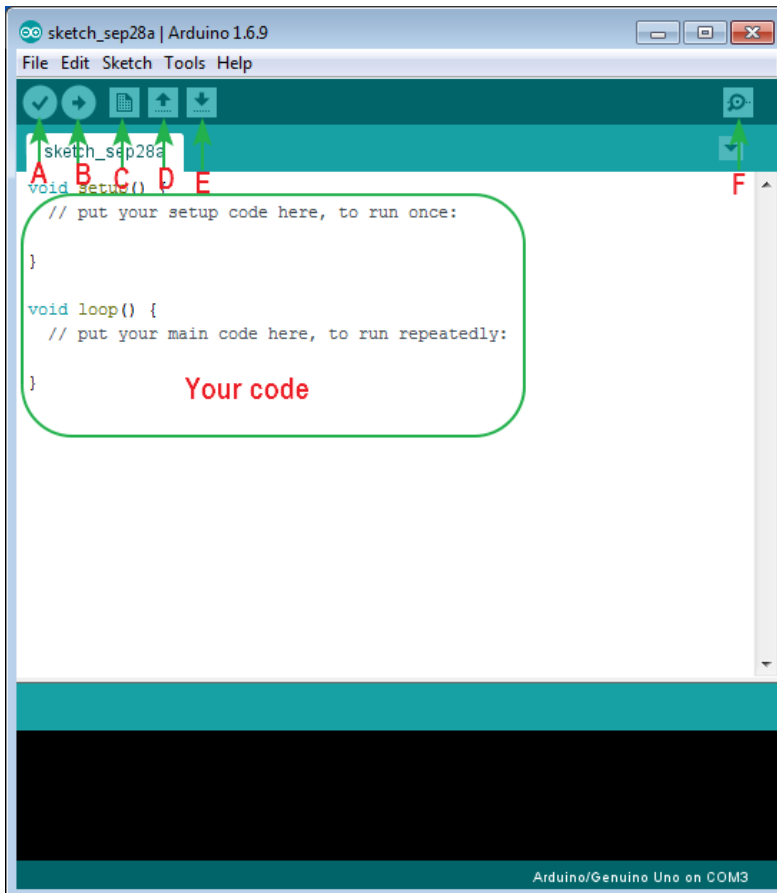 sketch_sep28a | Arduino 1.6.9
File Edit Sketch Tools Help
sketch_sep28a
A B C D E F
void setup() {
// put your setup code here, to run once:
}
void loop() {
// put your main code here, to run repeatedly:
}
Your code
Arduino/Genuino Uno on COM3